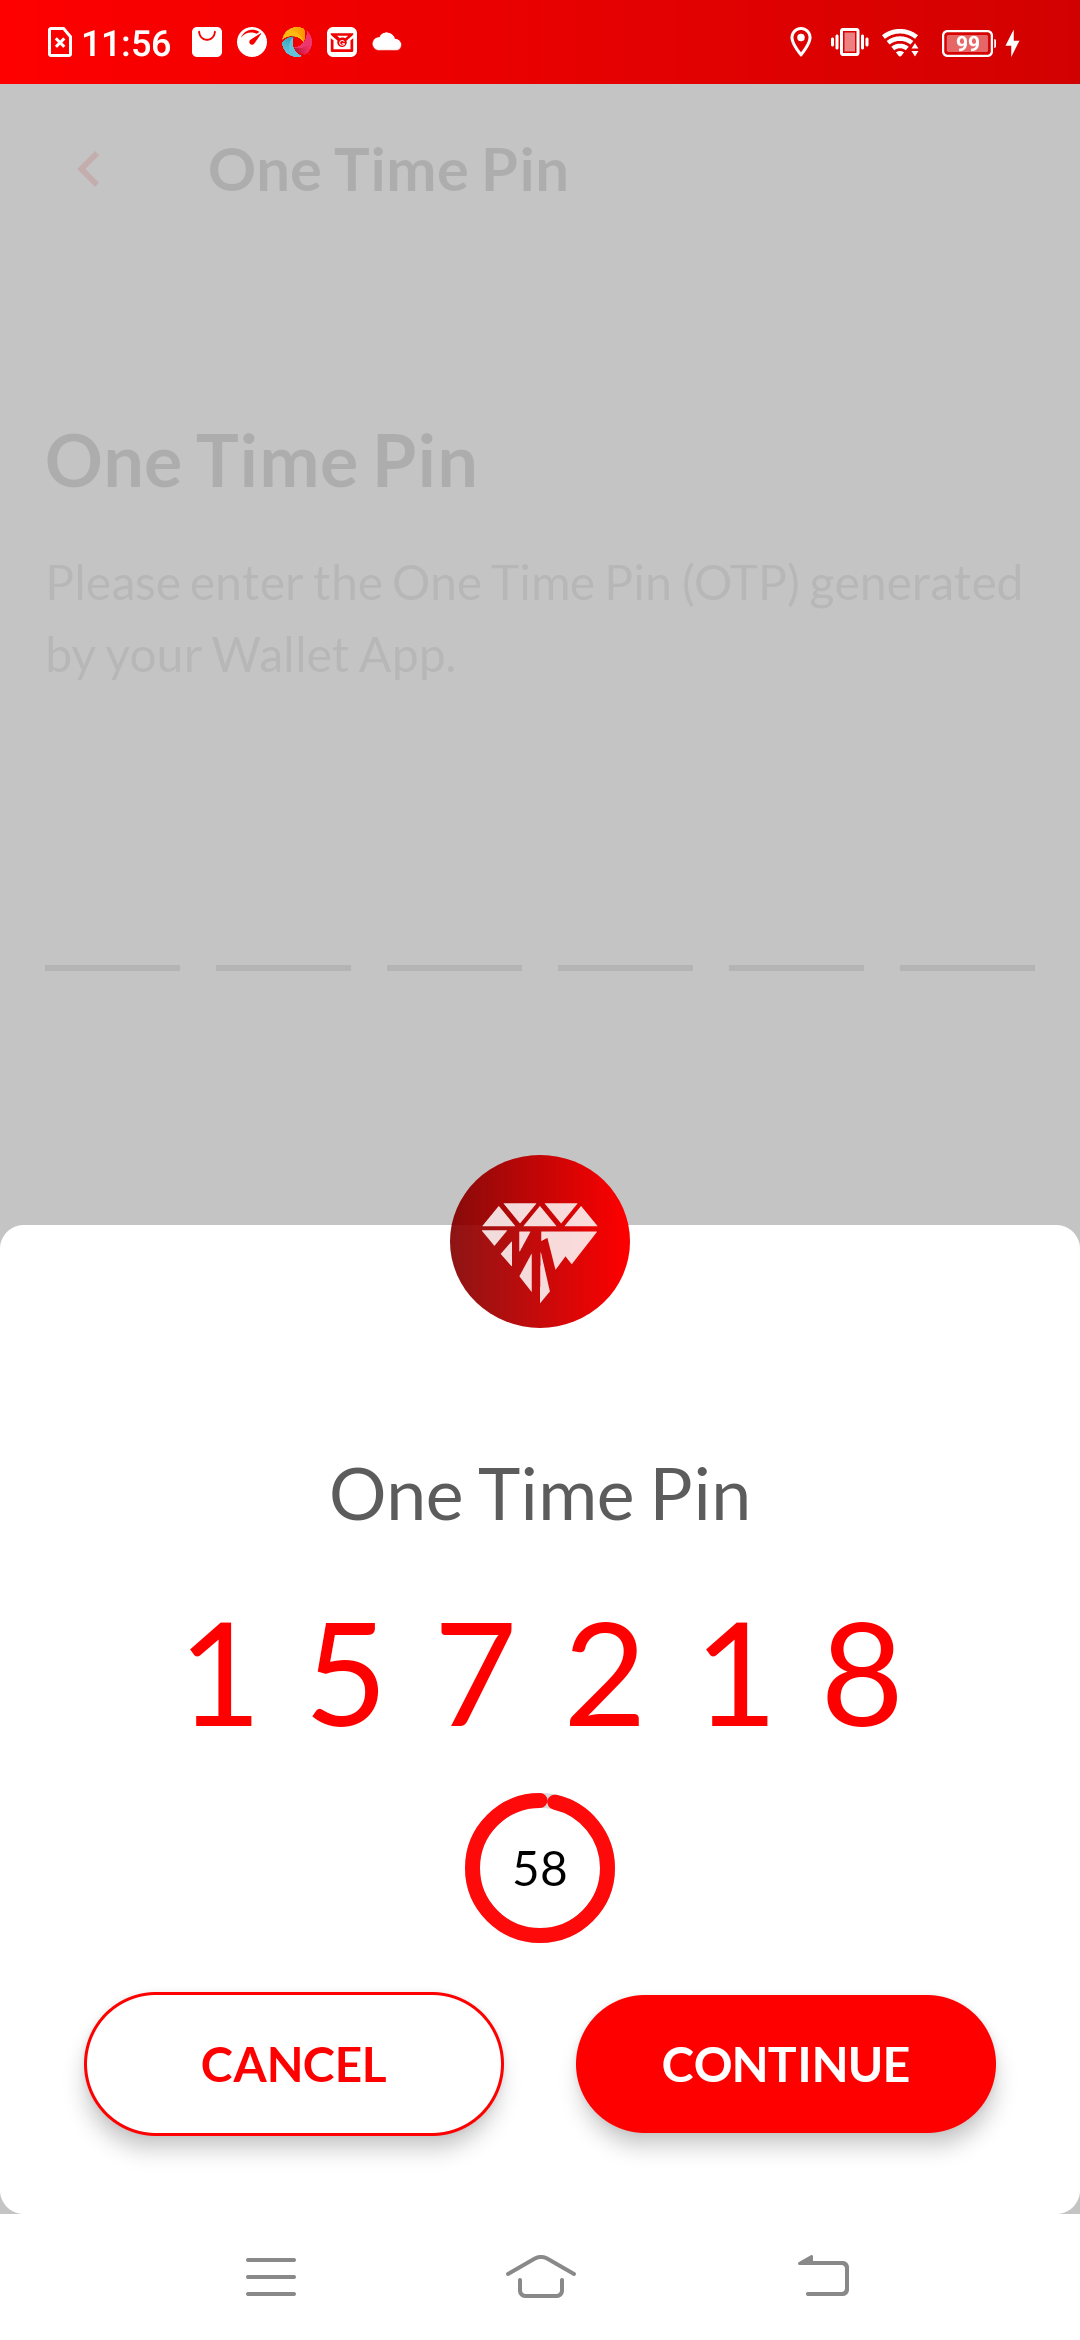 11:56
99
One Time Pin
One Time Pin
Please enter the One Time Pin (OTP) generated
by your Wallet App.
One Time Pin
1 5 7 2 1 8
58
CANCEL CONTINUE